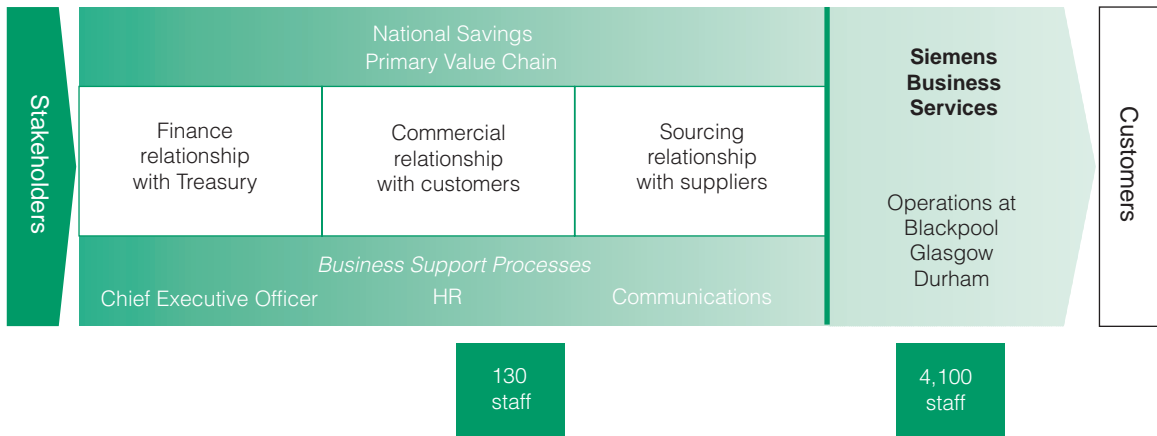 Stakeholders
National Savings
Primary Value Chain
Finance
relationship
with Treasury
Commercial
relationship
with customers
Sourcing
relationship
with suppliers
Business Support Processes
Chief Executive Officer
HR
Communications
Siemens
Business
Services
Operations at
Blackpool
Glasgow
Durham
Customers
130
staff
4,100
staff